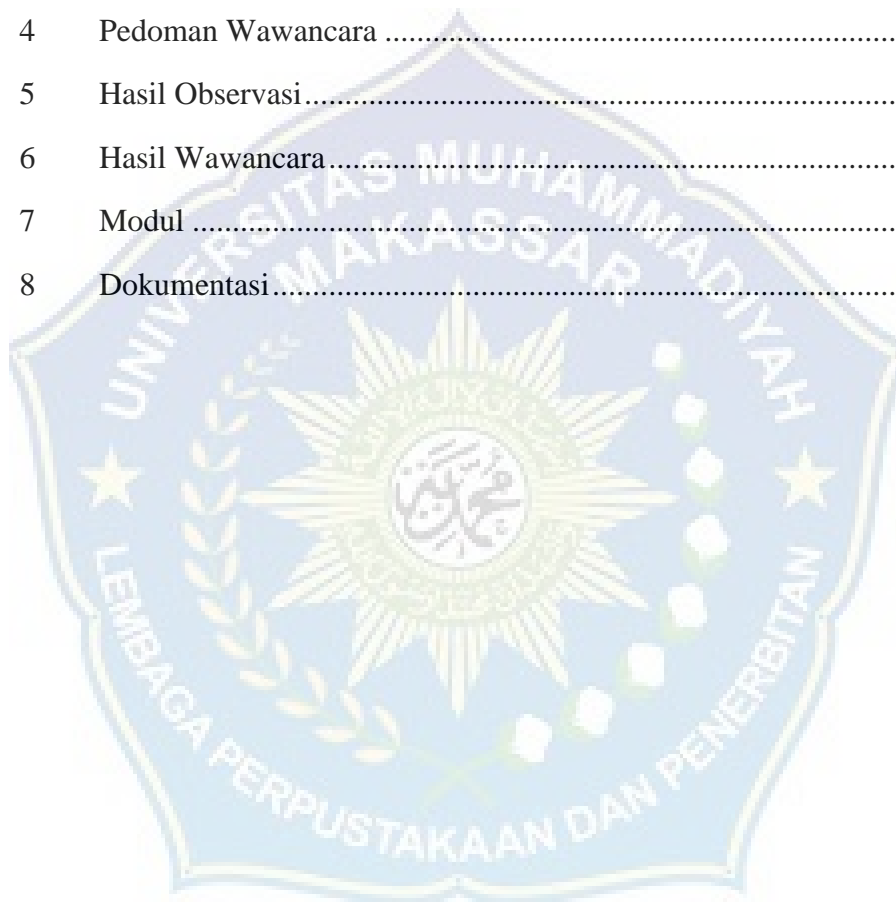 4 Pedoman Wawancara ..................................................................
5 Hasil Observasi..............................................................................
6 Hasil Wawancara...........................................................................
7 Modul ............................................................................................
8 Dokumentasi..................................................................................
UNIVERSITAS MUHAMMADIYAH
MAKASSAR
LEMBAGA PERPUSTAKAAN DAN PENERBITAN